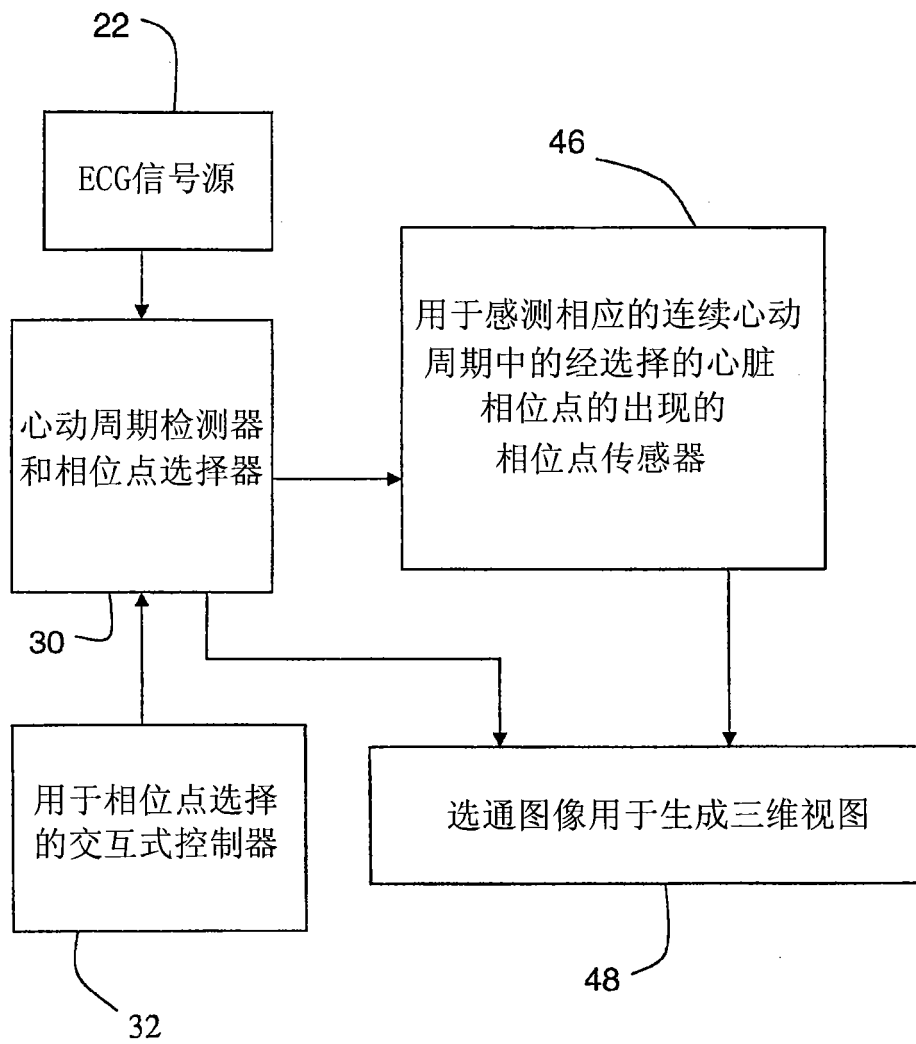 22
ECG信号源
46
用于感测相应的连续心动
周期中的经选择的心脏
相位点的出现的
相位点传感器
心动周期检测器
和相位点选择器
30
用于相位点选择
的交互式控制器
32
选通图像用于生成三维视图
48